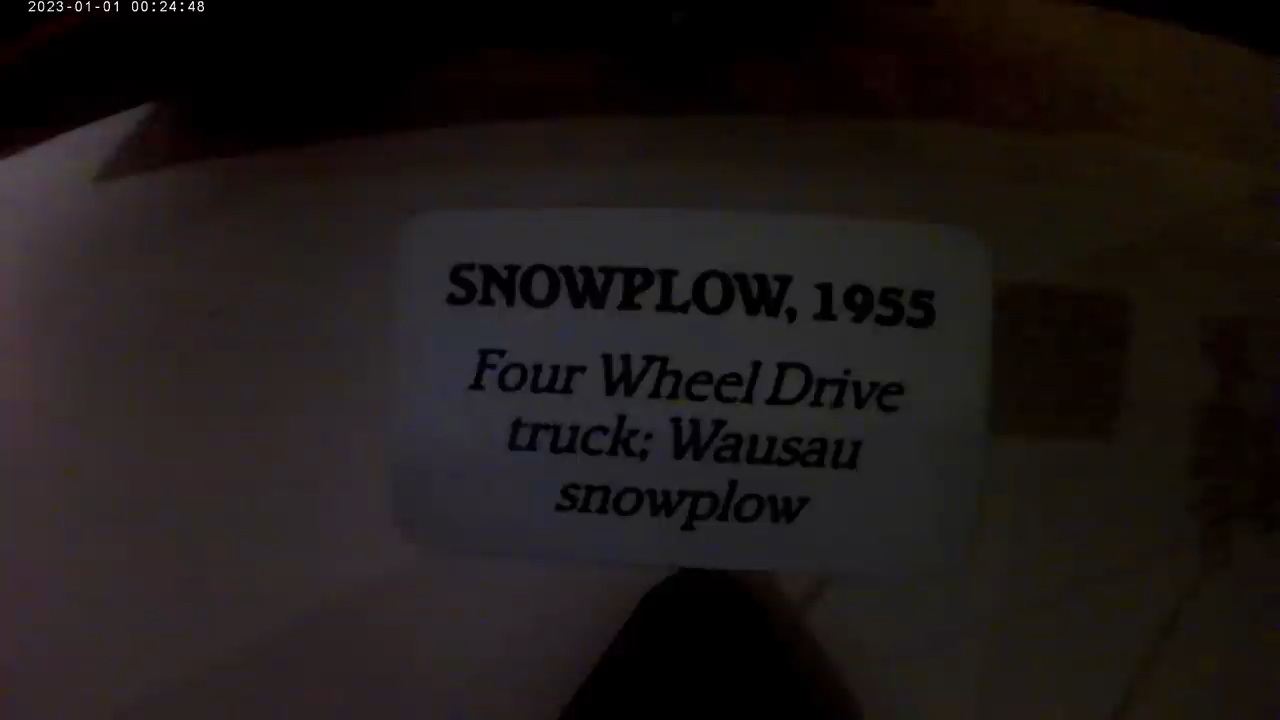 2023-01-01 00:24:48
SNOWPLOW, 1955
Four Wheel Drive
truck; Wausau
snowplow